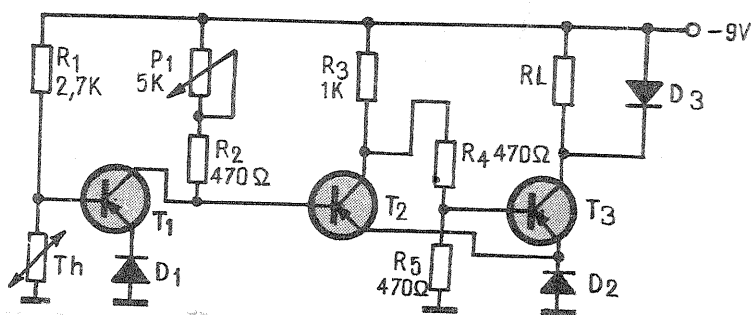 -9V
R1
2,7K
P1
5K
R2
470Ω
R3
1K
R4 470Ω
RL
D3
T1
T2
T3
Th
D1
R5
470Ω
D2